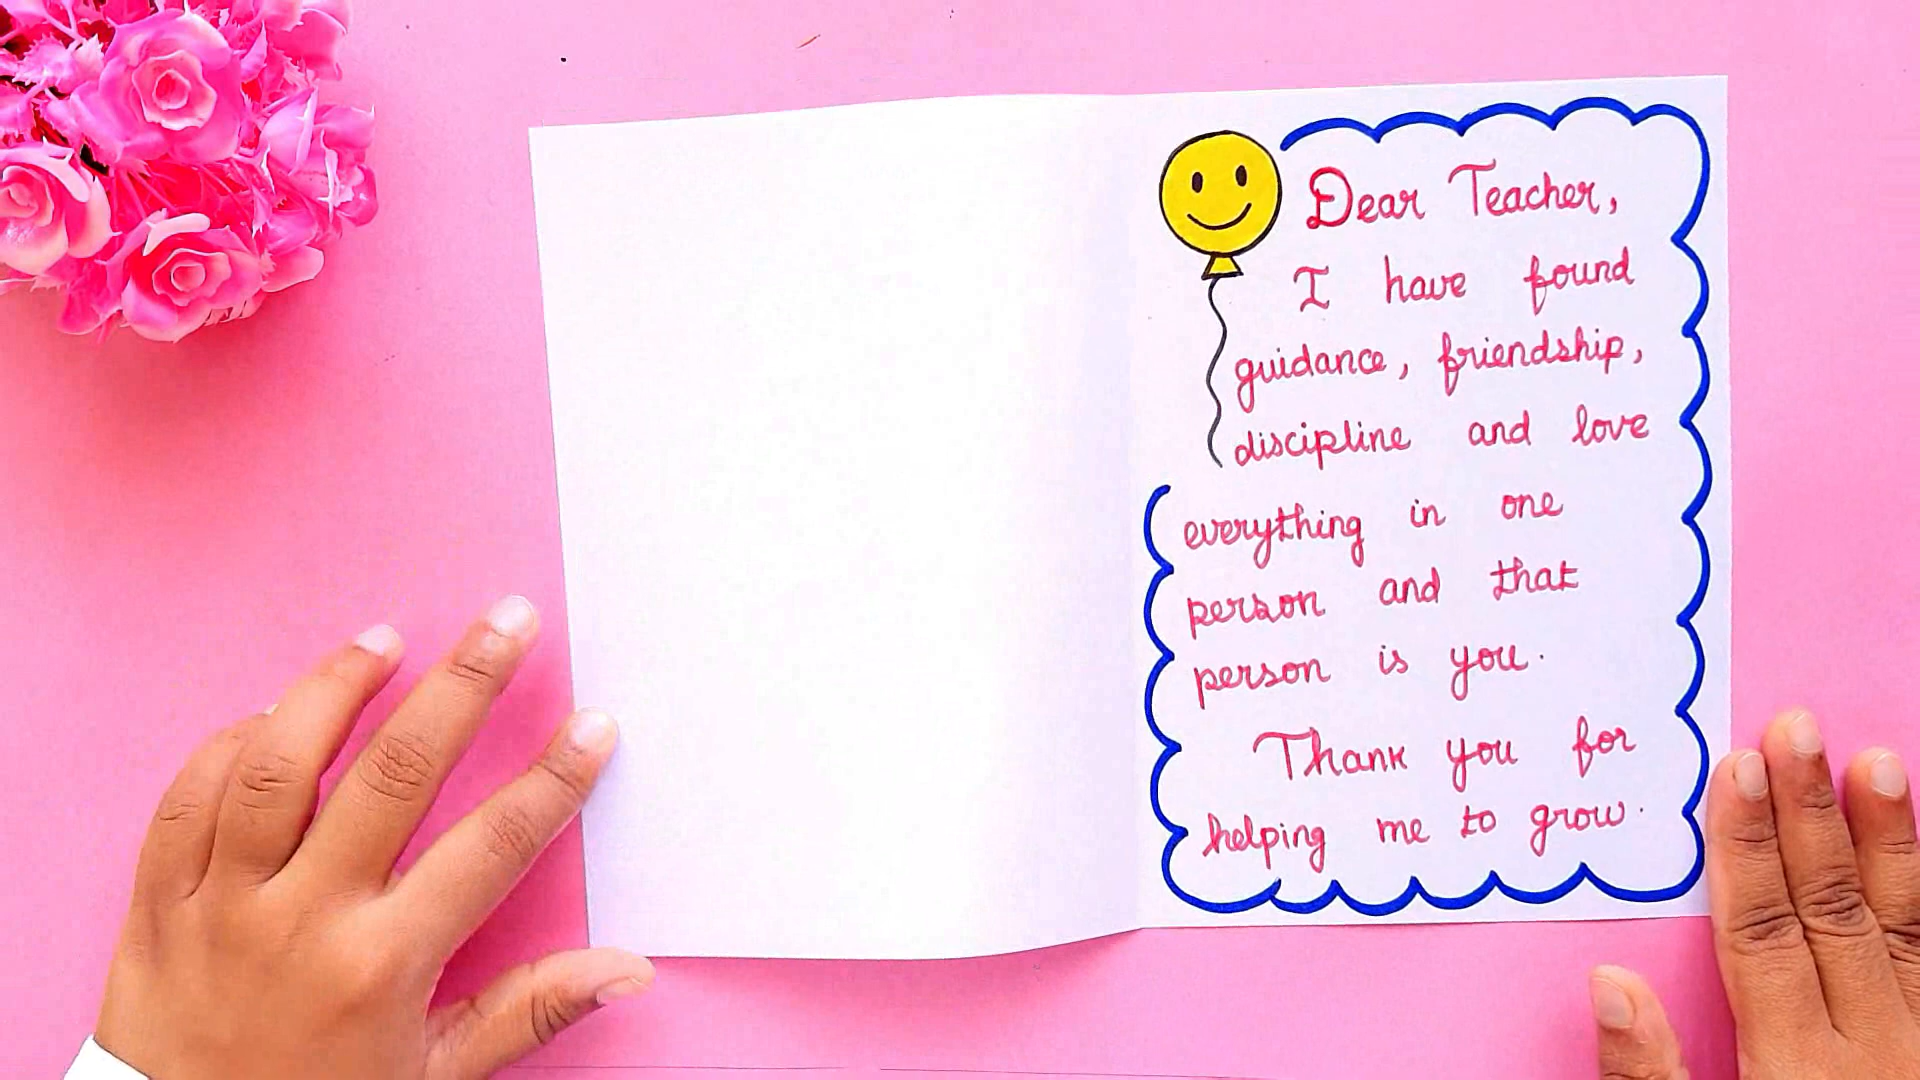 Dear Teacher,
I have found
guidance, friendship,
discipline and love
everything in one
person and that
person is you.
Thank you for
helping me to grow.